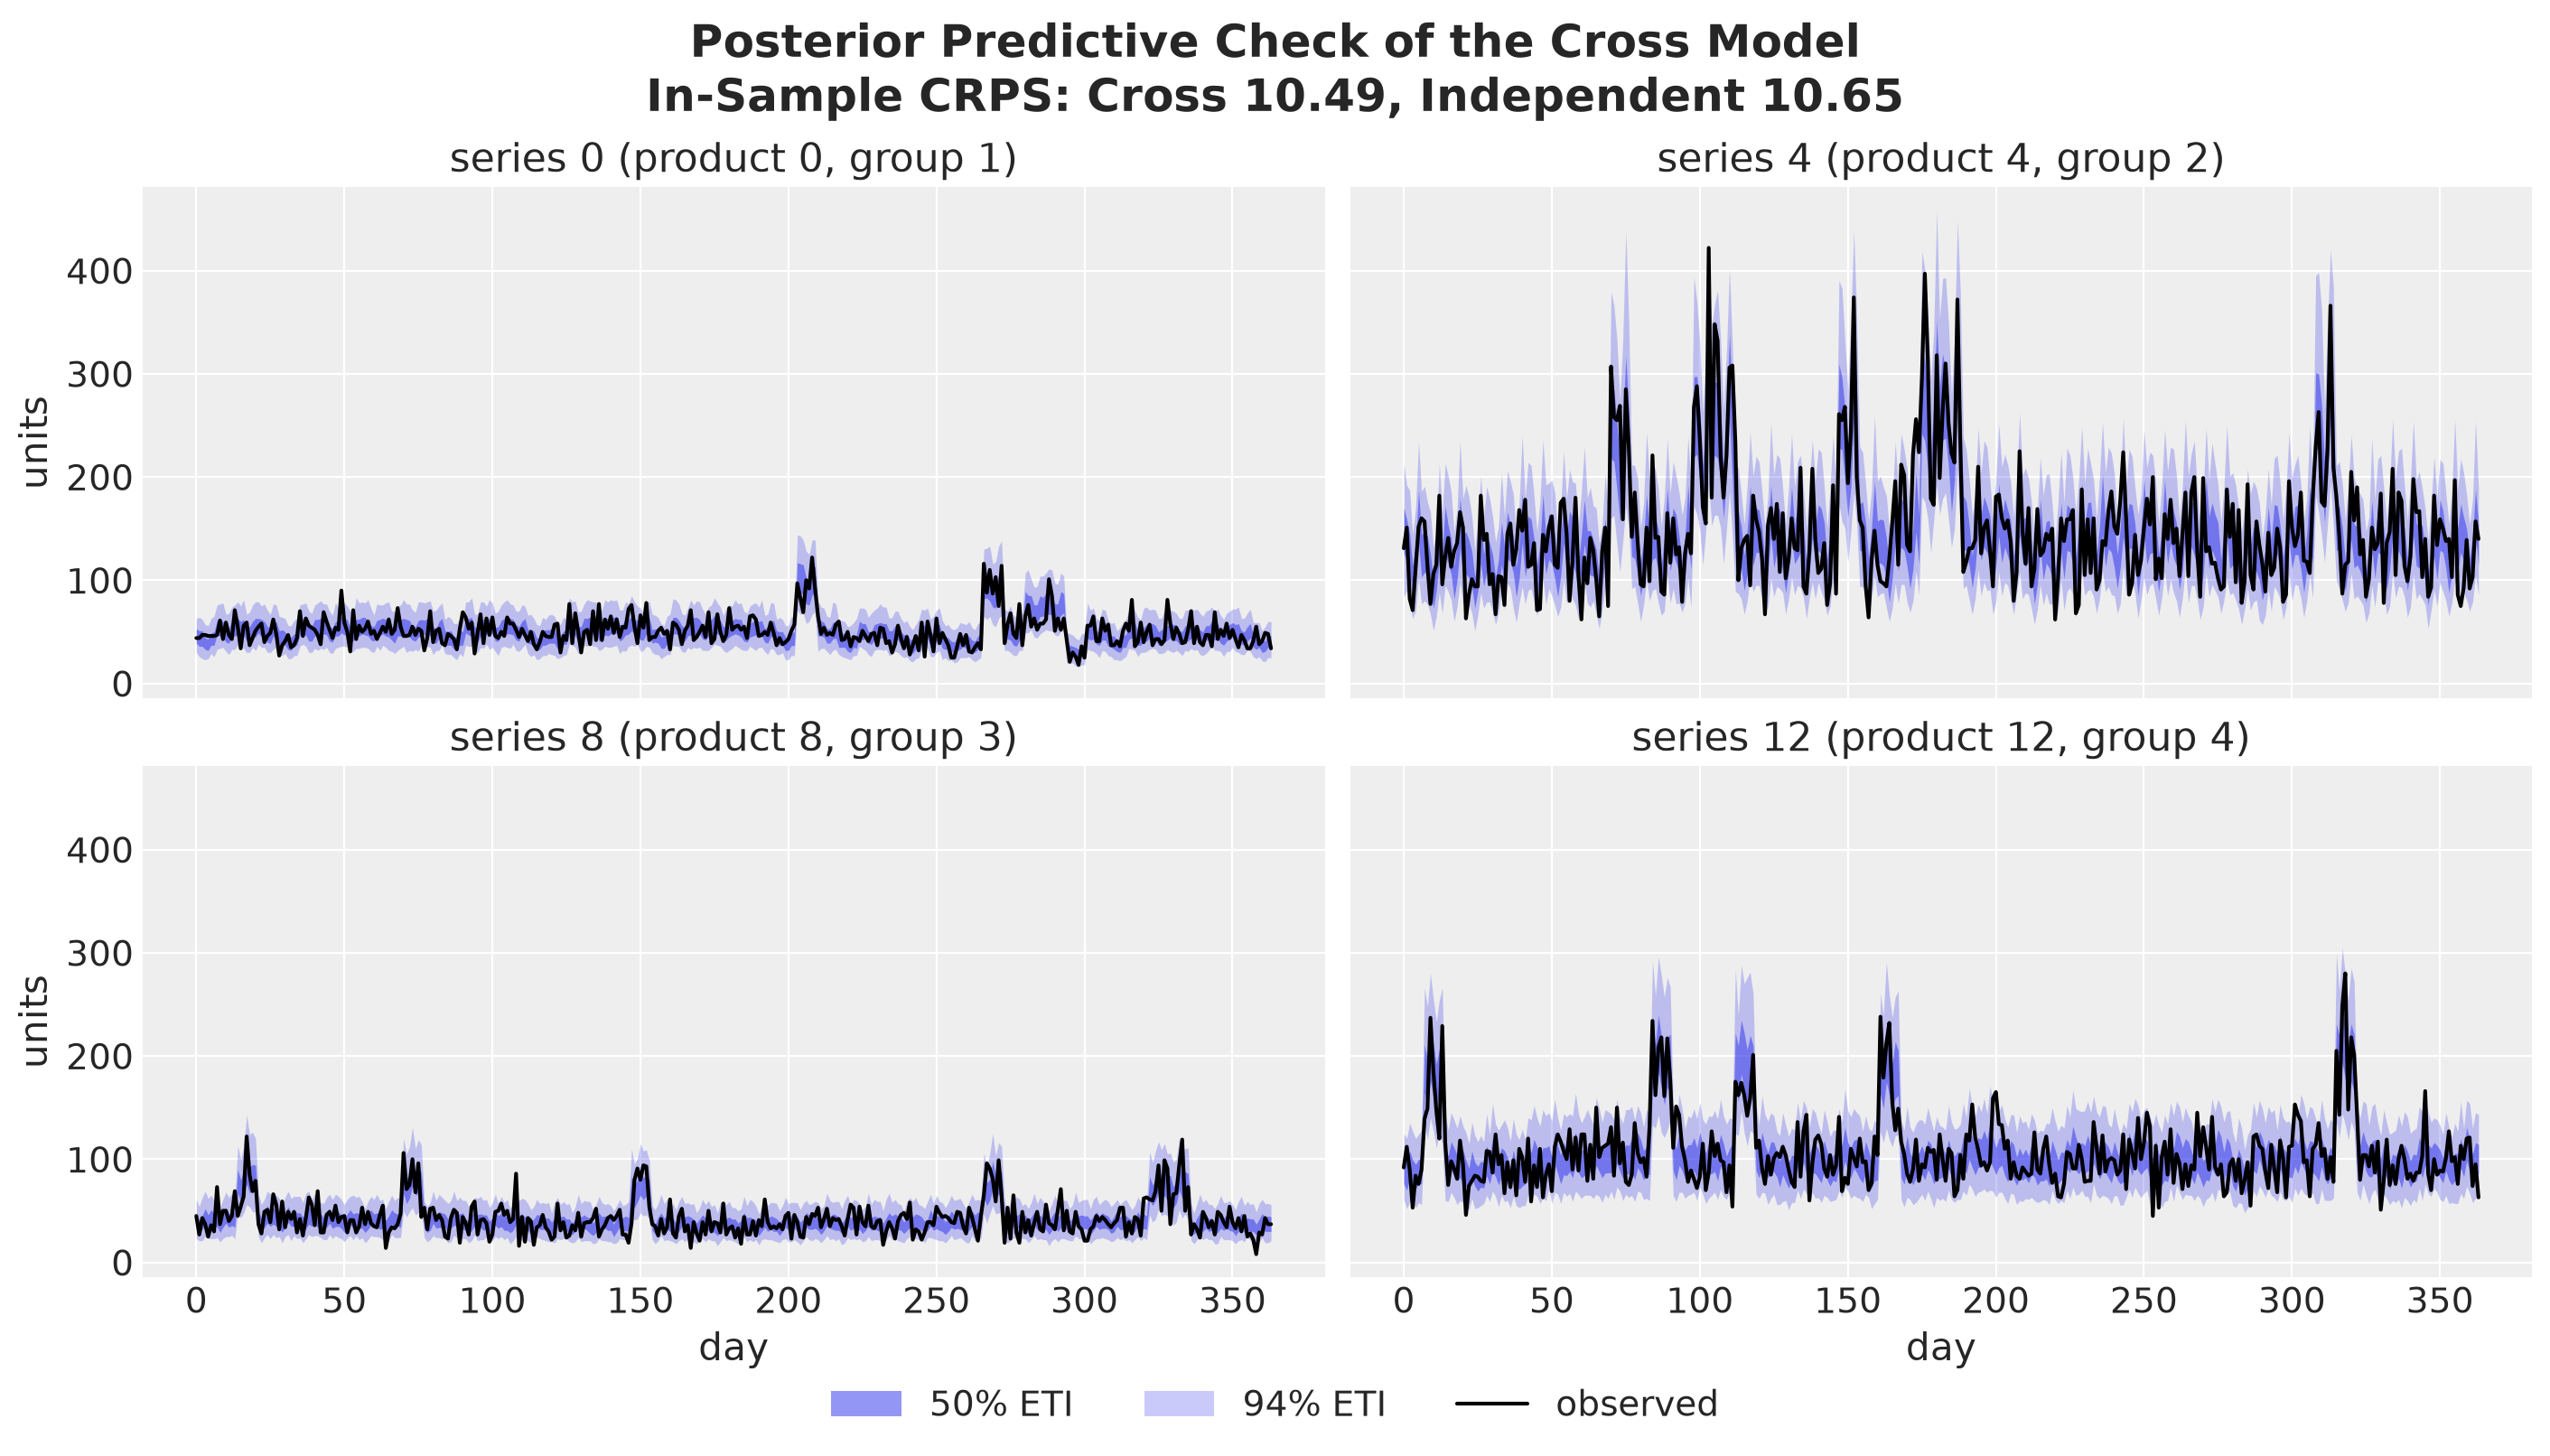 Posterior Predictive Check of the Cross Model
In-Sample CRPS: Cross 10.49, Independent 10.65
series 0 (product 0, group 1)
series 4 (product 4, group 2)
400
300
200
100
0
units
series 8 (product 8, group 3)
series 12 (product 12, group 4)
400
300
200
100
0
units
0 50 100 150 200 250 300 350
0 50 100 150 200 250 300 350
day
day
50% ETI 94% ETI observed